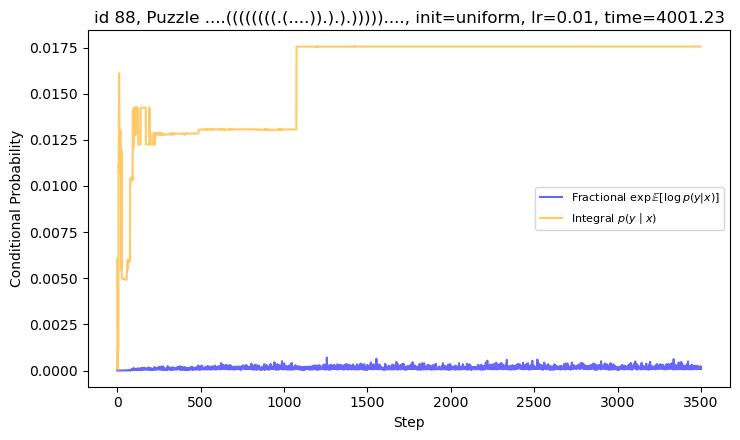 id 88, Puzzle ....((((((((.(....)).).).)))))...., init=uniform, lr=0.01, time=4001.23
0.0175
0.0150
0.0125
0.0100
0.0075
0.0050
0.0025
0.0000
Conditional Probability
Fractional exp𝔼[log p(y|x)]
Integral p(y | x)
0 500 1000 1500 2000 2500 3000 3500
Step